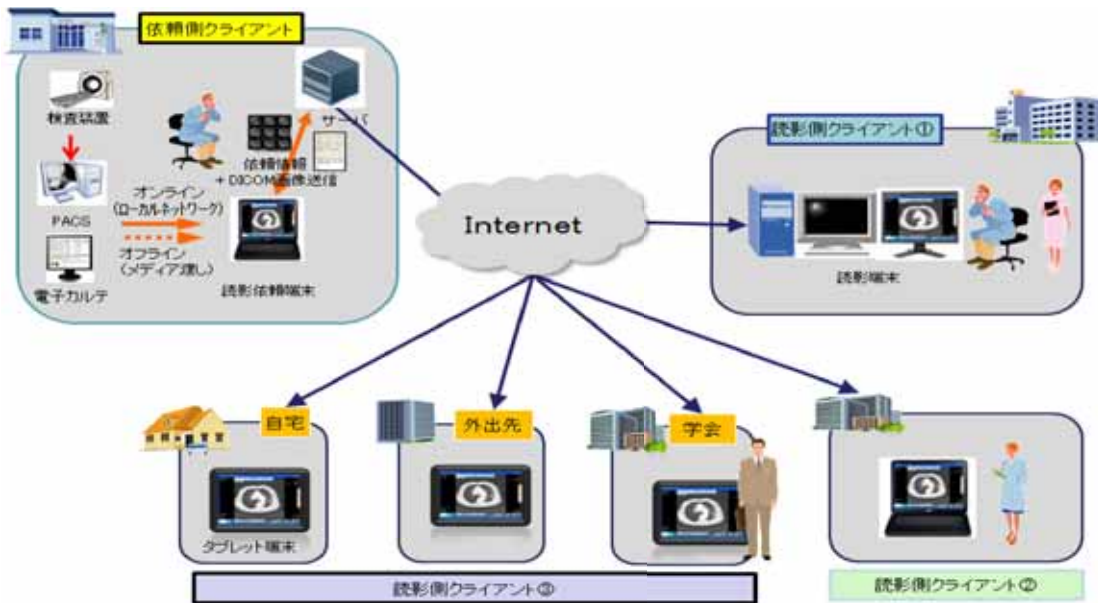 依頼側クライアント
検査装置
サーバ
依頼情報
+DICOM画像送信
PACS
オンライン
(ローカルネットワーク)
オフライン
(メディア渡し)
電子カルテ
読影依頼端末
Internet
読影側クライアント①
読影端末
自宅
タブレット端末
外出先
学会
読影側クライアント③
読影側クライアント②